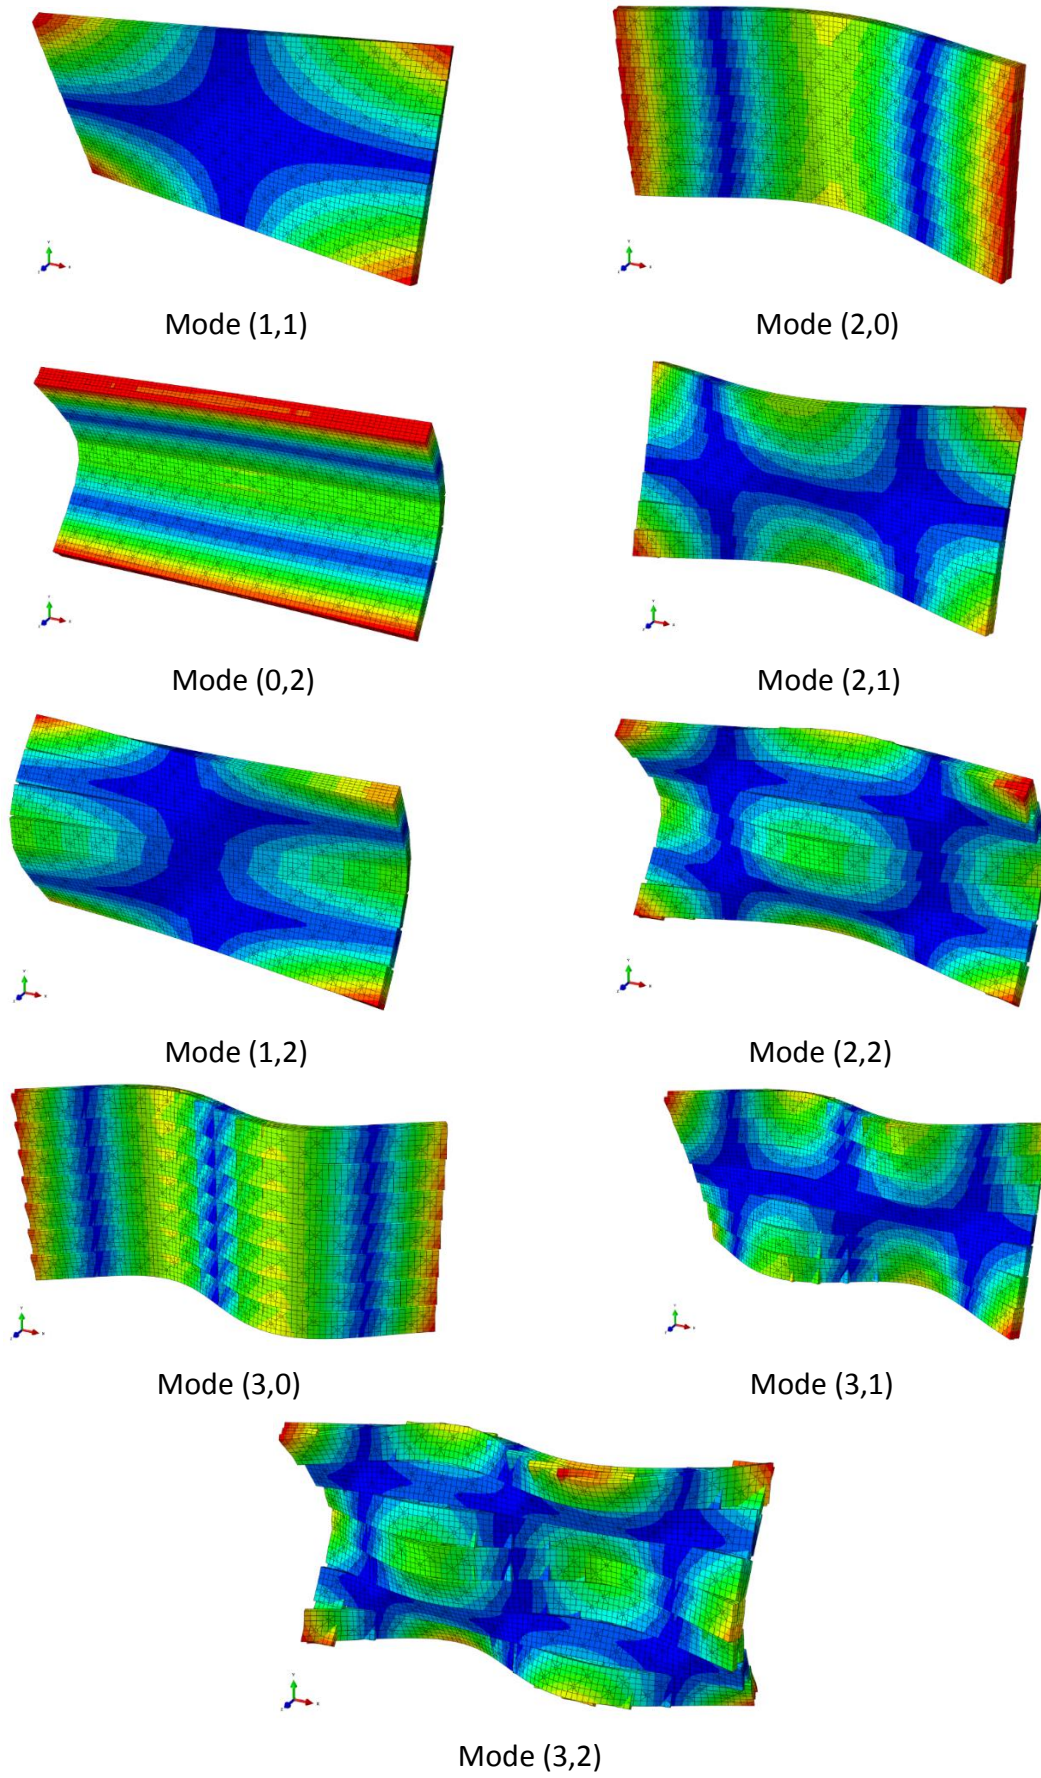 Mode (1,1)
Mode (2,0)
Mode (0,2)
Mode (2,1)
Mode (1,2)
Mode (2,2)
Mode (3,0)
Mode (3,1)
Mode (3,2)